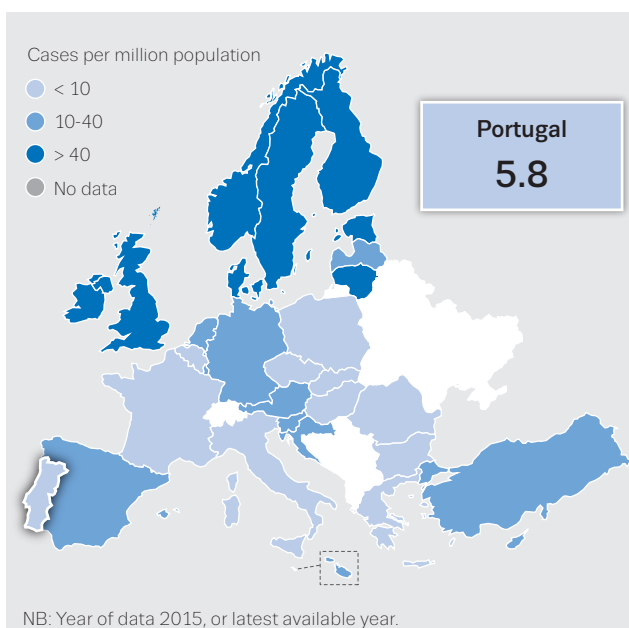 Cases per million population
< 10
10-40
> 40
No data
Portugal
5.8
NB: Year of data 2015, or latest available year.